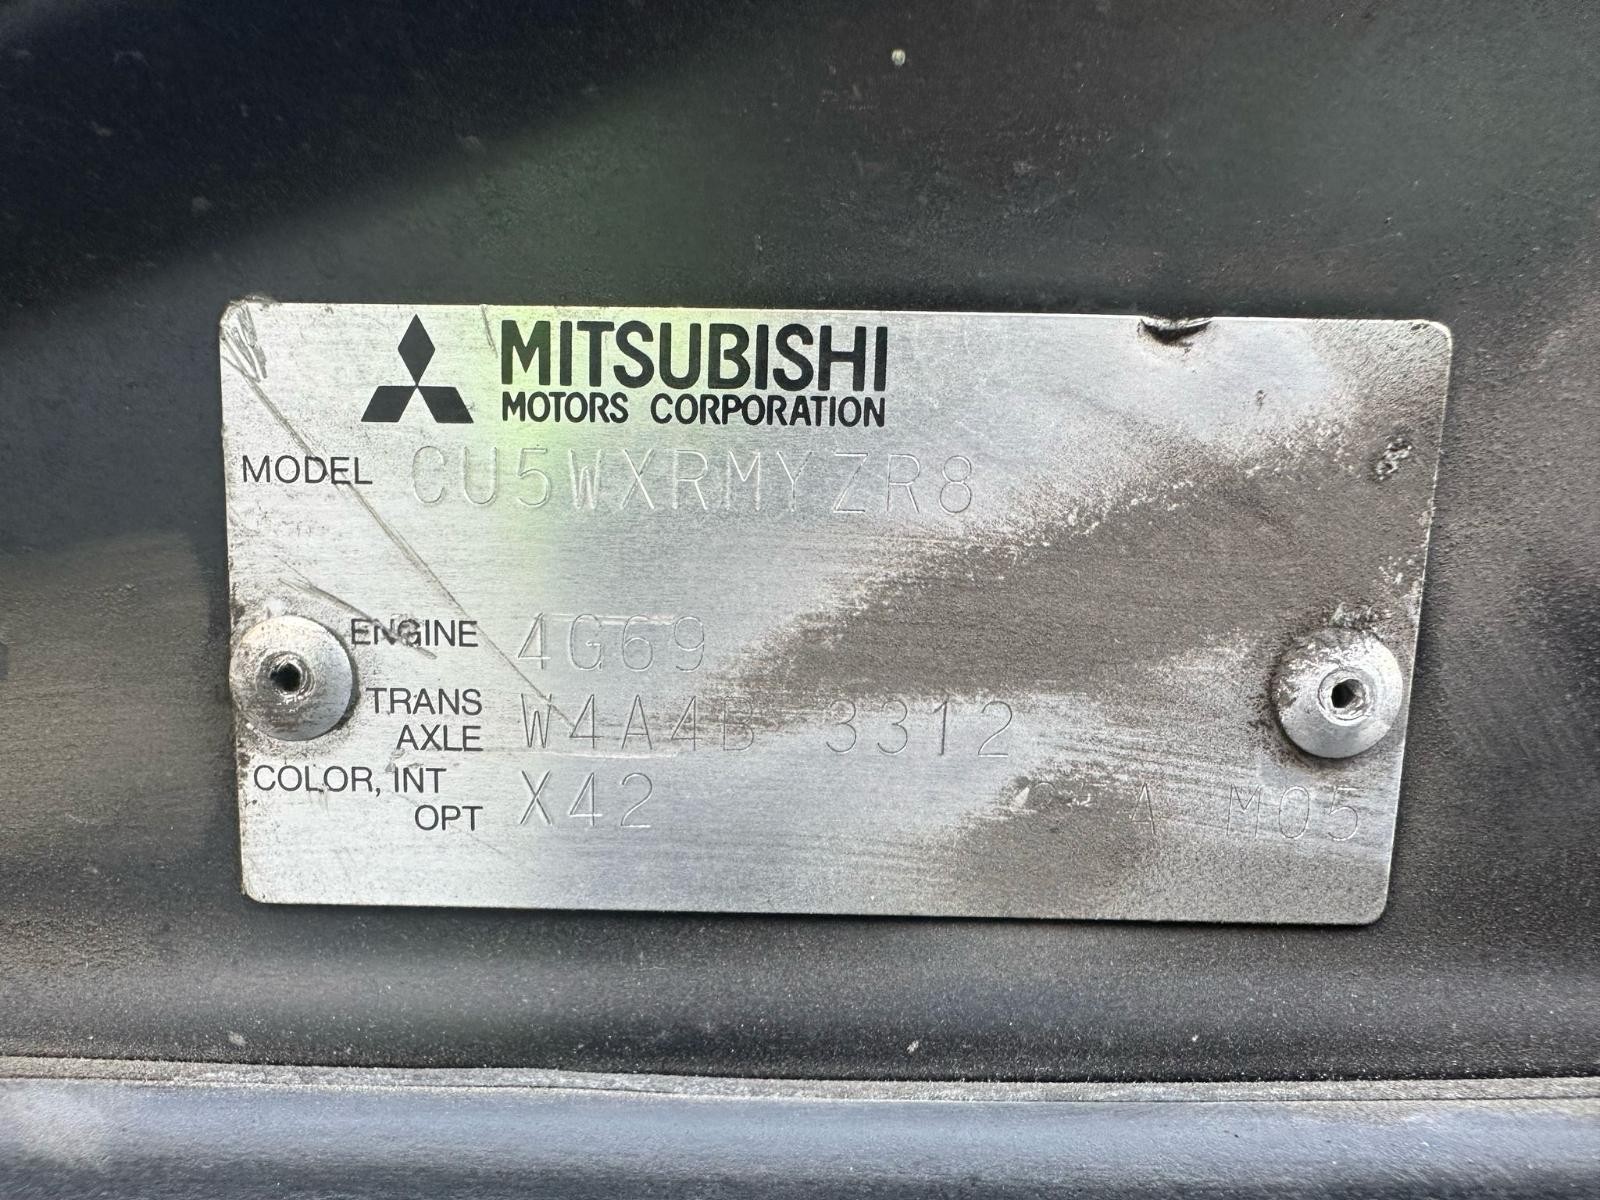 MITSUBISHI
MOTORS CORPORATION
MODEL CU5WXRMYZR8
ENGINE 4G69
TRANS
AXLE W4A4B 3312
COLOR, INT
OPT X42 A M05